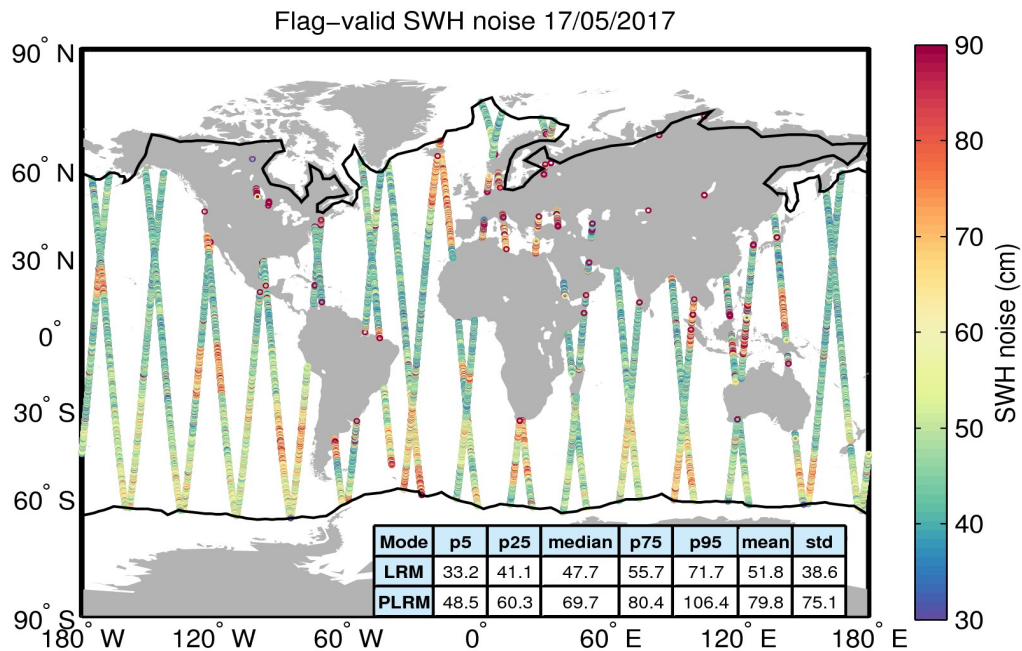 Flag−valid SWH noise 17/05/2017
90° N
60° N
30° N
0°
30° S
60° S
90° S
180° W
120° W
60° W
0°
60° E
120° E
180° E
Mode p5 p25 median p75 p95 mean std
LRM 33.2 41.1 47.7 55.7 71.7 51.8 38.6
PLRM 48.5 60.3 69.7 80.4 106.4 79.8 75.1
90
80
70
60
50
40
30
SWH noise (cm)